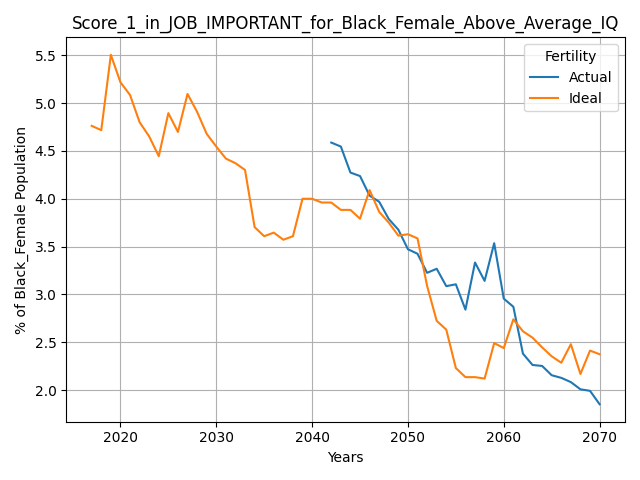 Score_1_in_JOB_IMPORTANT_for_Black_Female_Above_Average_IQ
Fertility
Actual
Ideal
% of Black_Female Population
5.5
5.0
4.5
4.0
3.5
3.0
2.5
2.0
2020
2030
2040
2050
2060
2070
Years